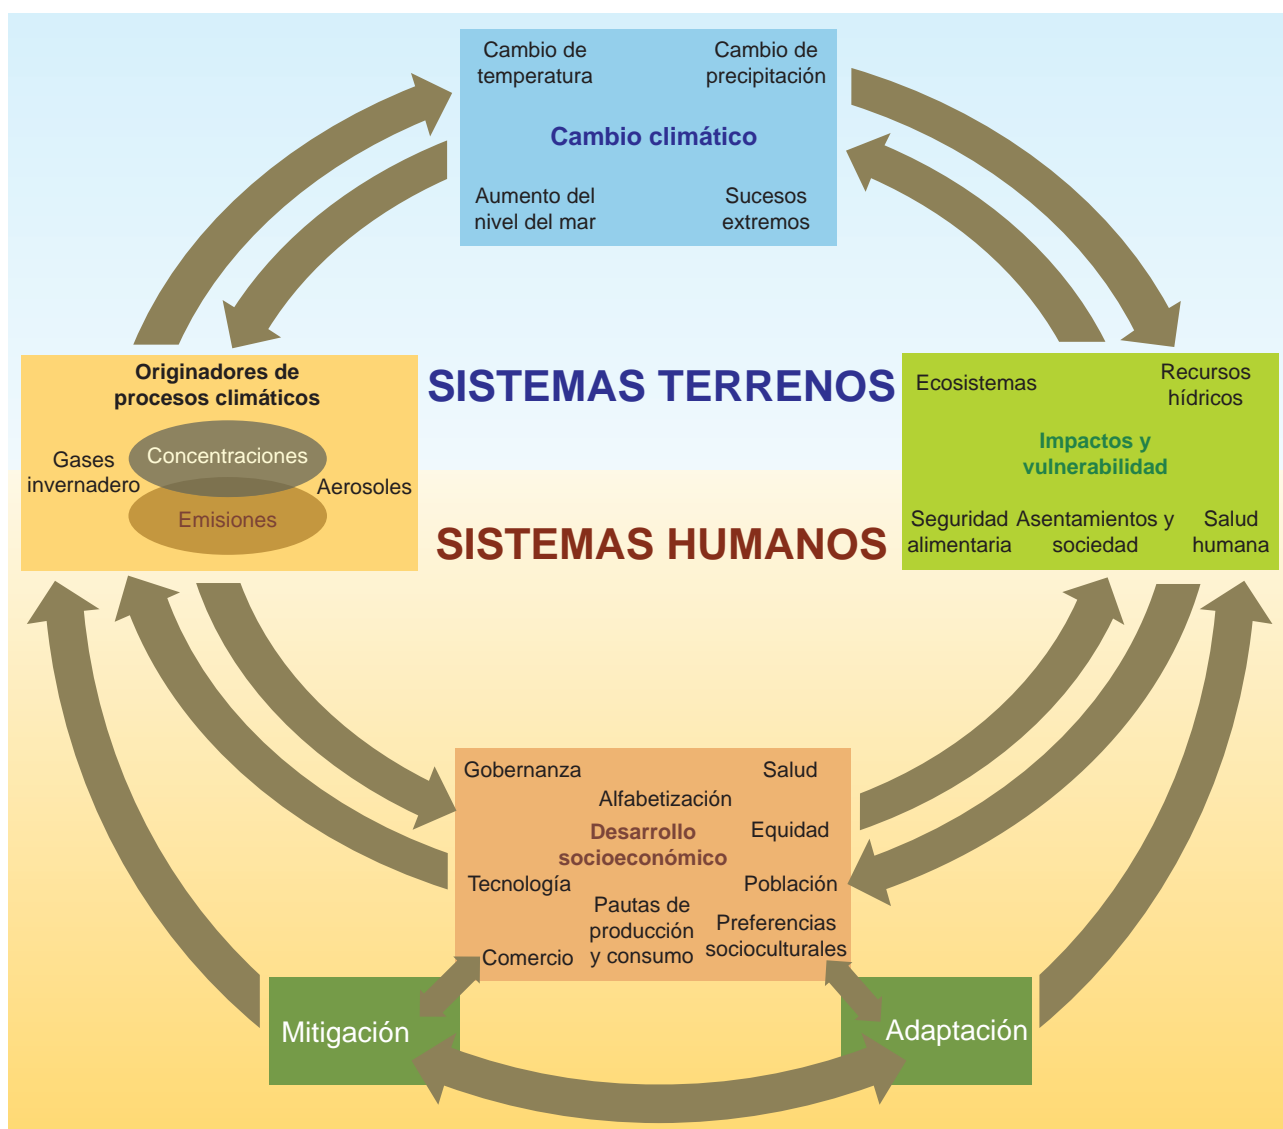 Cambio de
temperatura
Cambio de
precipitación
Cambio climático
Aumento del
nivel del mar
Sucesos
extremos
Originadores de
procesos climáticos
Concentraciones
Gases
invernadero
Aerosoles
Emisiones
SISTEMAS TERRENOS
SISTEMAS HUMANOS
Ecosistemas
Recursos
hídricos
Impactos y
vulnerabilidad
Seguridad
alimentaria
Asentamientos y
sociedad
Salud
humana
Gobernanza
Salud
Alfabetización
Desarrollo
socioeconómico
Equidad
Tecnología
Población
Pautas de
producción
y consumo
Preferencias
socioculturales
Comercio
Mitigación
Adaptación